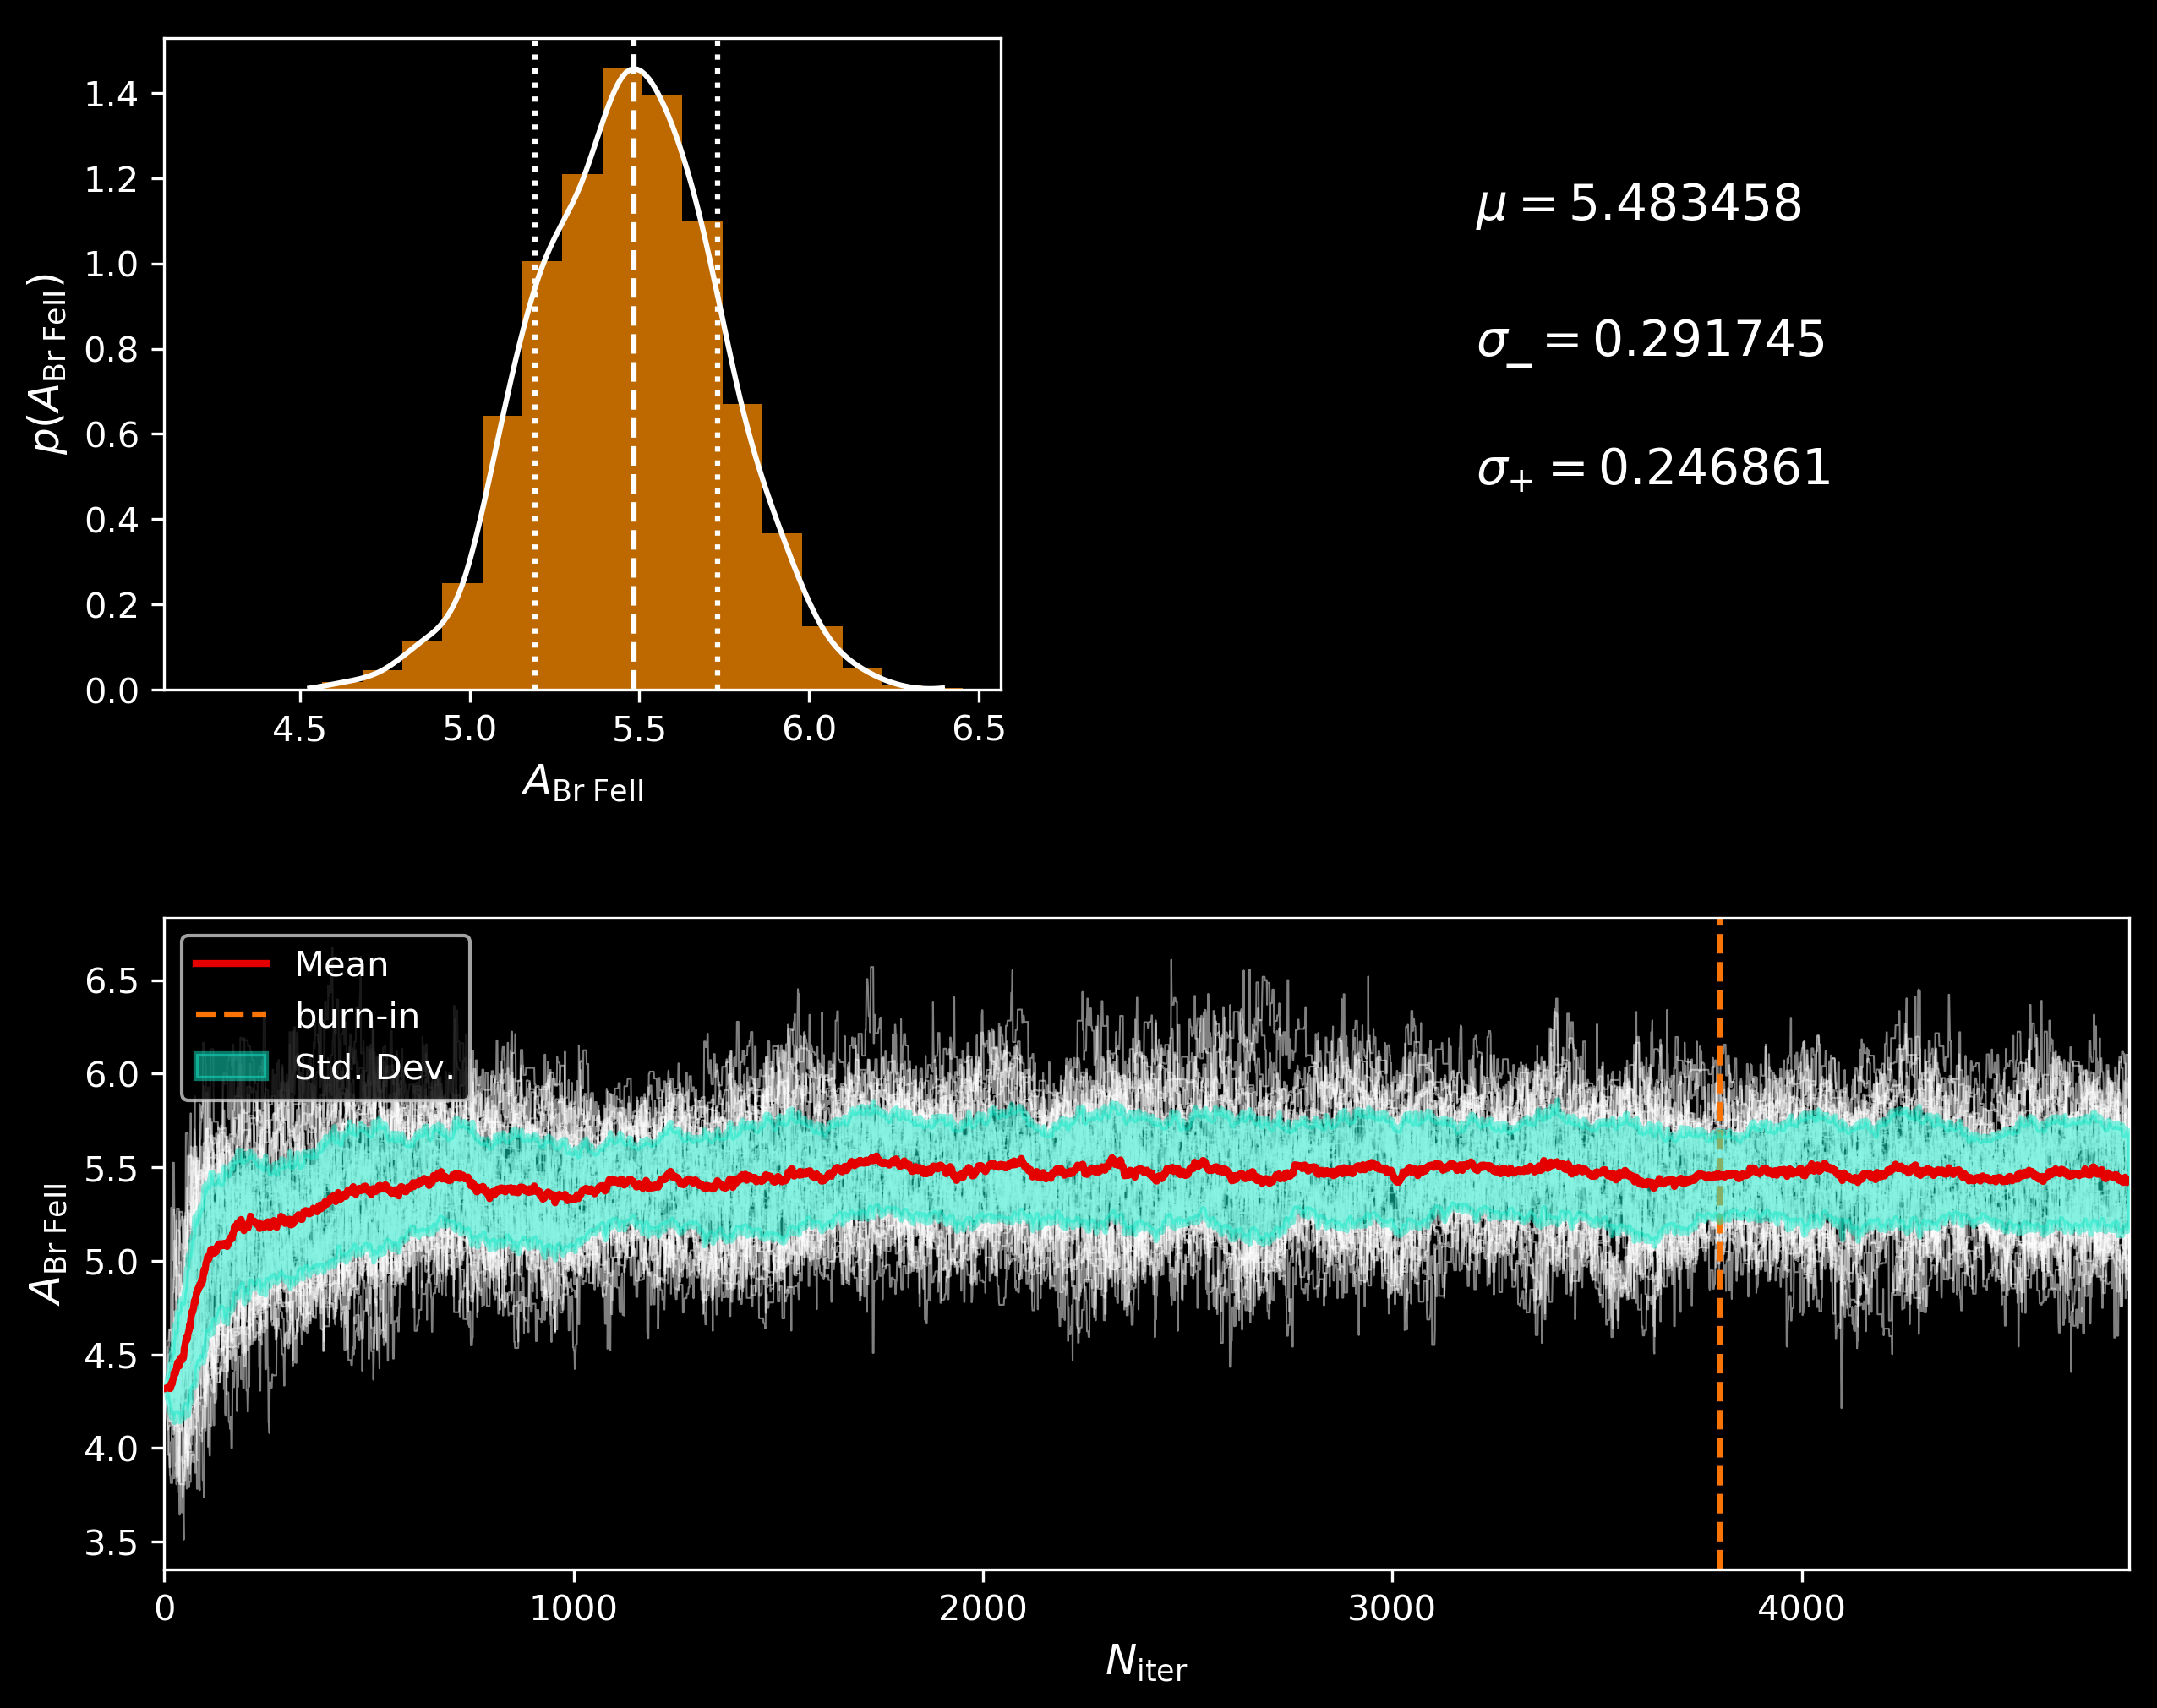 1.4
1.2
1.0
0.8
0.6
0.4
0.2
0.0
p(A_Br FeII)
4.5 5.0 5.5 6.0 6.5
A_Br FeII
μ = 5.483458
σ_− = 0.291745
σ_+ = 0.246861
Mean
burn-in
Std. Dev.
6.5
6.0
5.5
5.0
4.5
4.0
3.5
A_Br FeII
0 1000 2000 3000 4000
N_iter